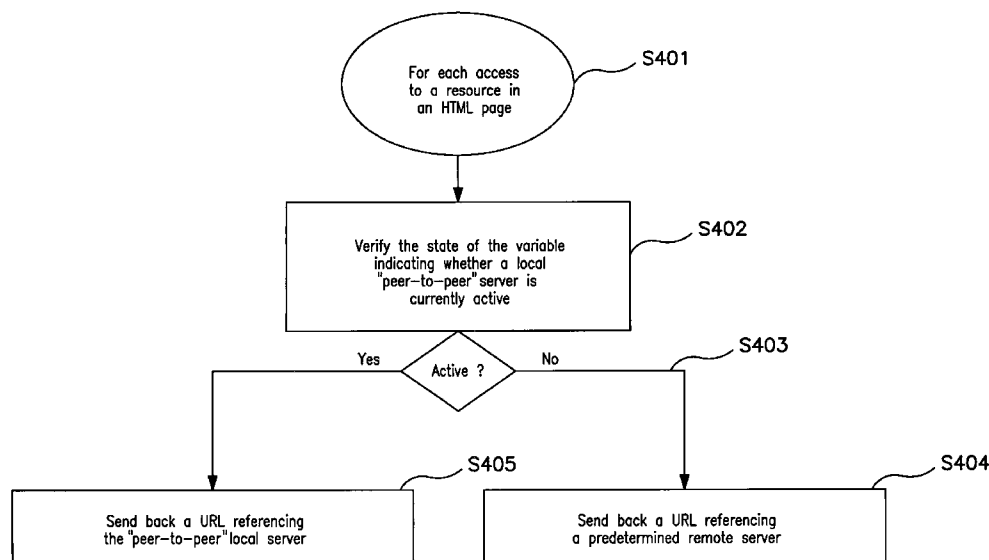 For each access
to a resource in
an HTML page
S401
Verify the state of the variable
indicating whether a local
"peer-to-peer" server is
currently active
S402
Yes
Active ?
No
S403
Send back a URL referencing
the "peer-to-peer" local server
S405
Send back a URL referencing
a predetermined remote server
S404